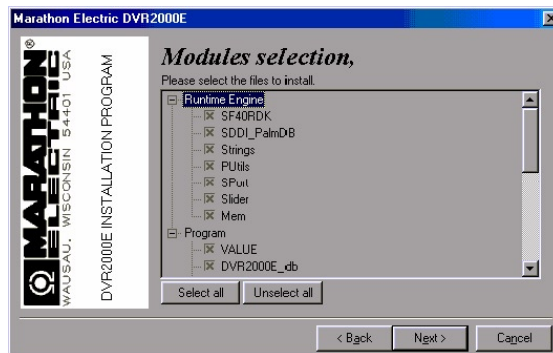 Marathon Electric DVR2000E
MARATHON®
ELECTRIC
WAUSAU. WISCONSIN 54401 USA
DVR2000E INSTALLATION PROGRAM
Modules selection,
Please select the files to install.
Runtime Engine
SF40RDK
SDDI_PalmDB
Strings
PUtils
SPort
Slider
Mem
Program
VALUE
DVR2000E_db
Select all
Unselect all
< Back
Next >
Cancel